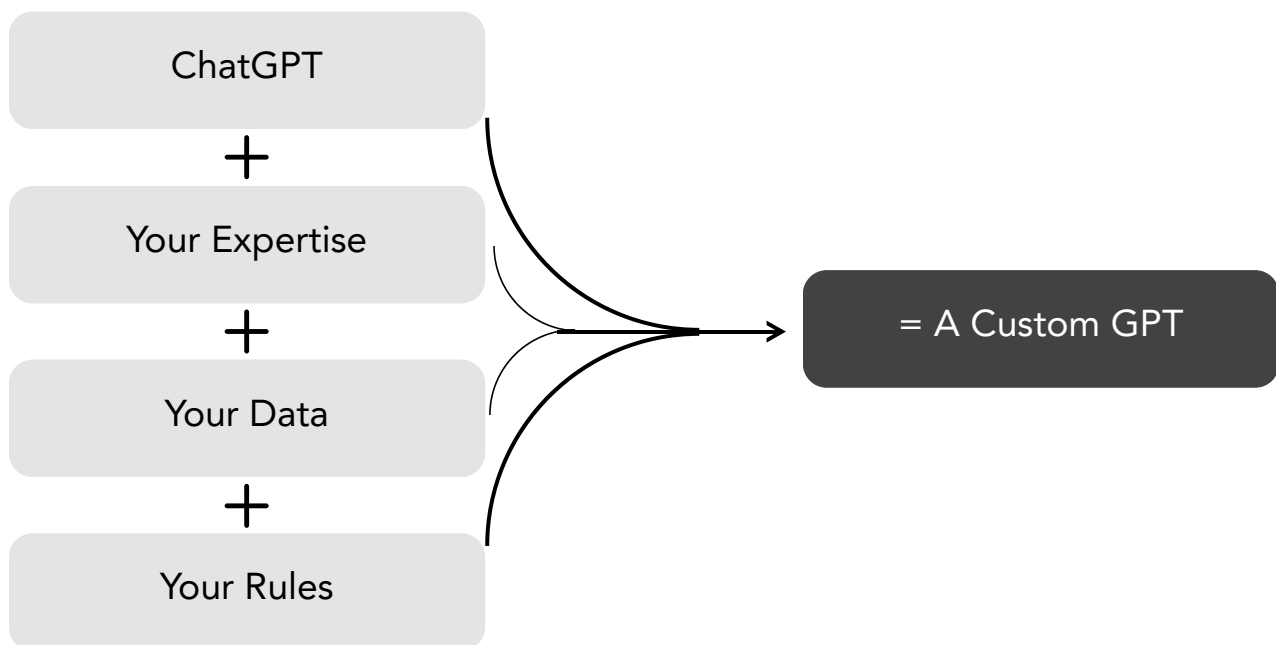 ChatGPT
+
Your Expertise
+
Your Data
+
Your Rules
= A Custom GPT